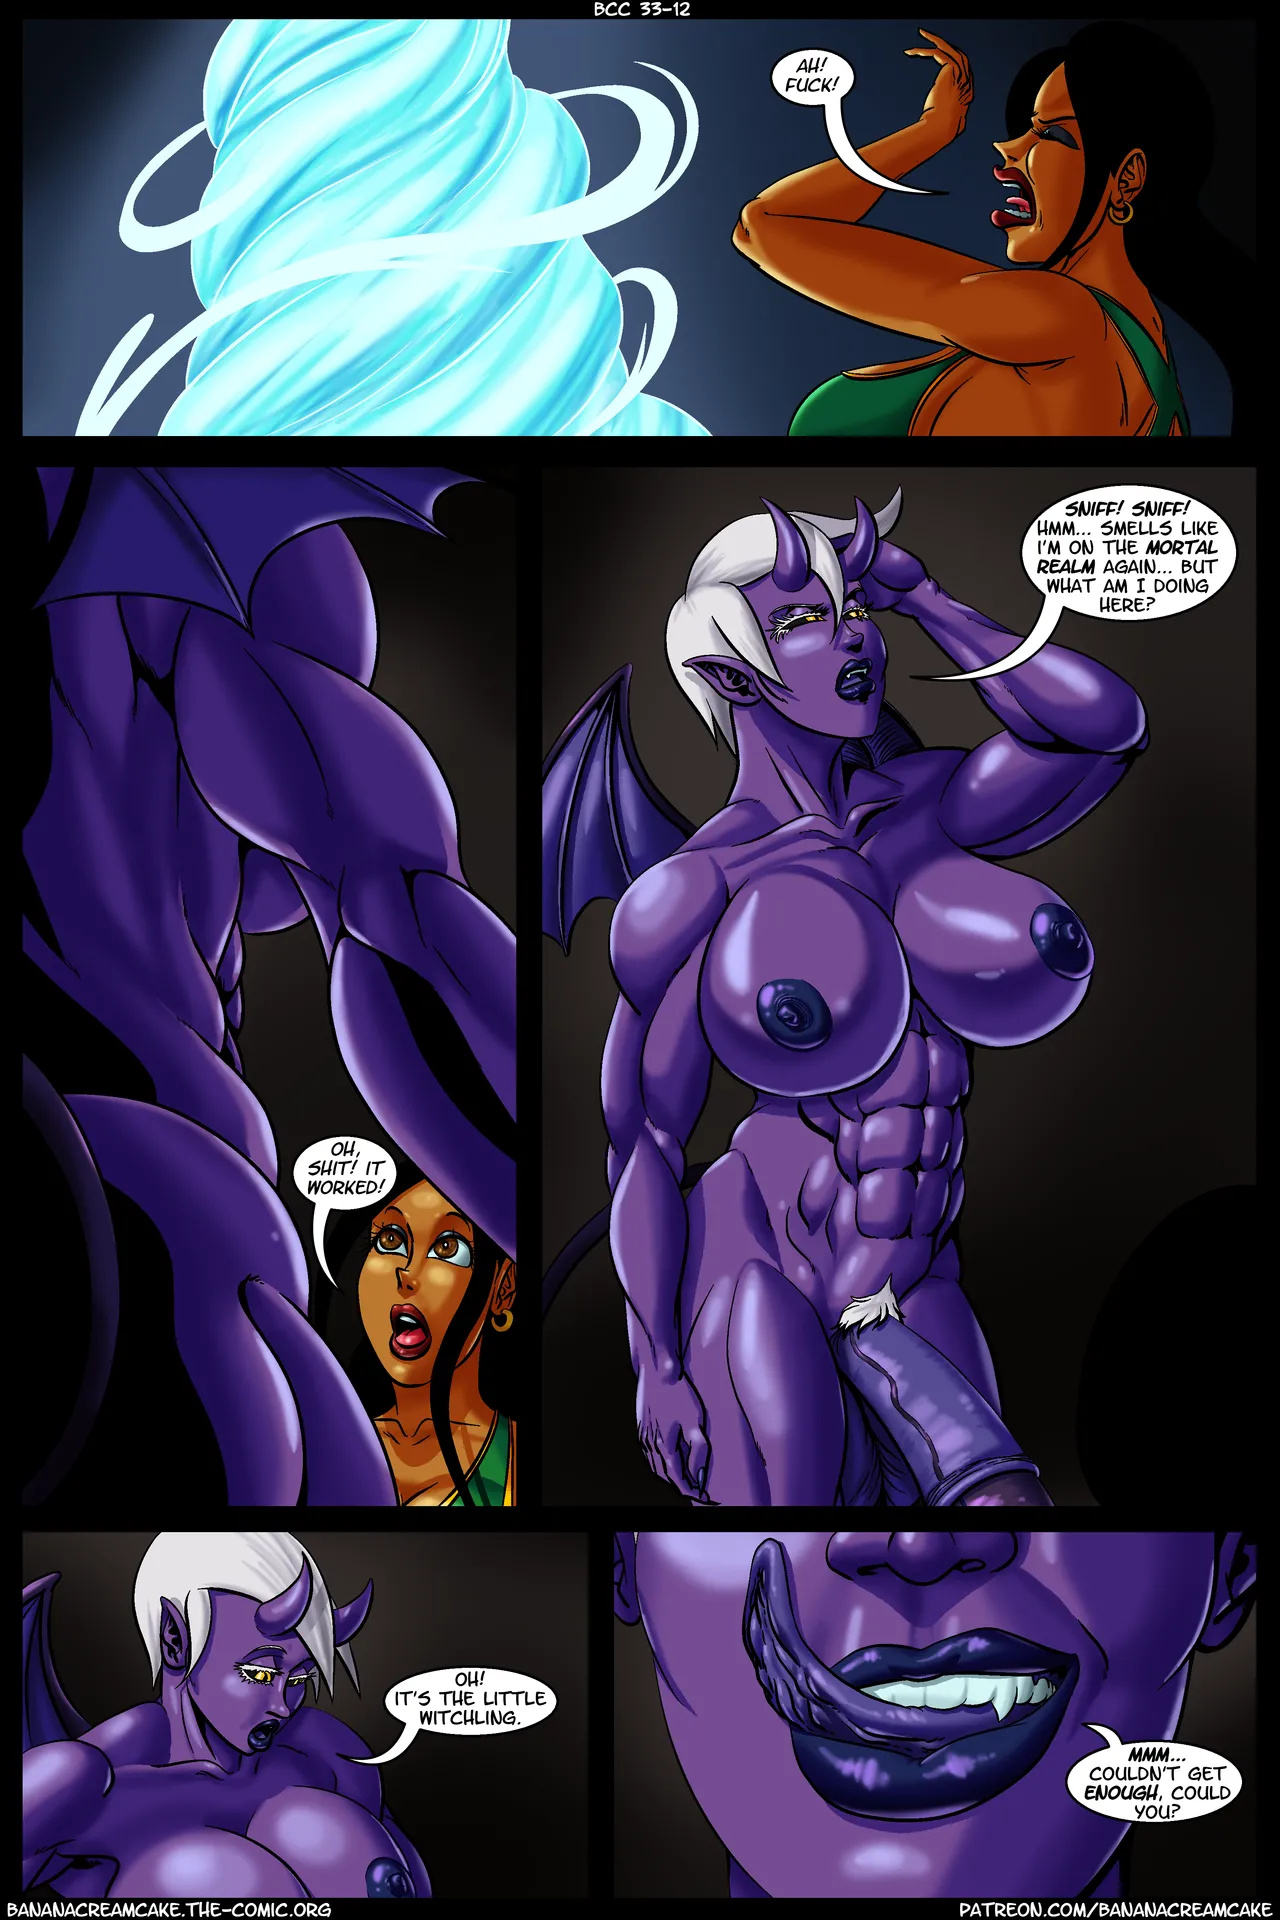 BCC 33-12
AH!
FUCK!
OH,
SHIT! IT
WORKED!
SNIFF! SNIFF!
HMM... SMELLS LIKE
I'M ON THE MORTAL
REALM AGAIN... BUT
WHAT AM I DOING
HERE?
OH!
IT'S THE LITTLE
WITCHLING.
MMM...
COULDN'T GET
ENOUGH, COULD
YOU?
BANANACREAMCAKE.THE-COMIC.ORG
PATREON.COM/BANANACREAMCAKE